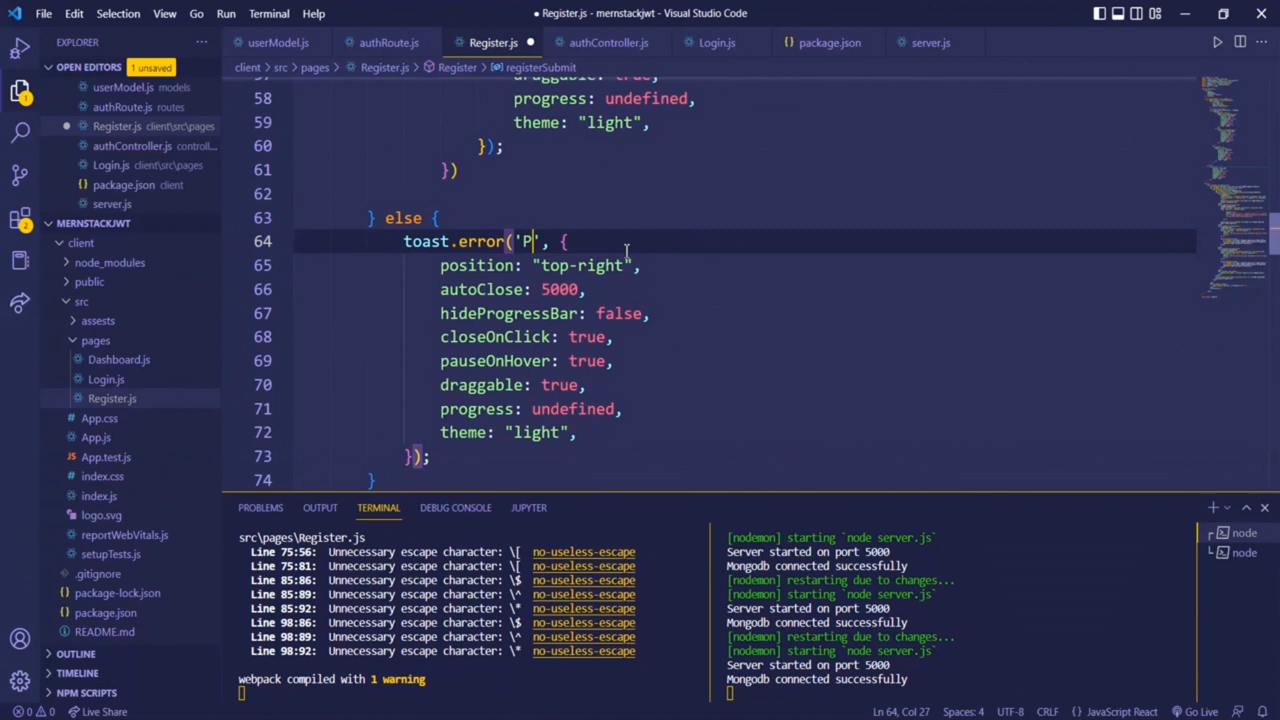 File Edit Selection View Go Run Terminal Help
● Register.js - mernstackjwt - Visual Studio Code
EXPLORER ...
userModel.js authRoute.js Register.js ● authController.js Login.js package.json server.js
OPEN EDITORS 1 unsaved
client > src > pages > Register.js > Register > registerSubmit
userModel.js models
authRoute.js routes
Register.js client\src\pages
authController.js controll...
Login.js client\src\pages
package.json client
server.js
MERNSTACKJWT
client
node_modules
public
src
assests
pages
Dashboard.js
Login.js
Register.js
App.css
App.js
App.test.js
index.css
index.js
logo.svg
reportWebVitals.js
setupTests.js
.gitignore
package-lock.json
package.json
README.md
OUTLINE
TIMELINE
NPM SCRIPTS
57 draggable: true,
58 progress: undefined,
59 theme: "light",
60 });
61 })
62
63 } else {
64 toast.error('P', {
65 position: "top-right",
66 autoClose: 5000,
67 hideProgressBar: false,
68 closeOnClick: true,
69 pauseOnHover: true,
70 draggable: true,
71 progress: undefined,
72 theme: "light",
73 });
74 }
PROBLEMS OUTPUT TERMINAL DEBUG CONSOLE JUPYTER
src\pages\Register.js
Line 75:56: Unnecessary escape character: \[ no-useless-escape
Line 75:81: Unnecessary escape character: \[ no-useless-escape
Line 85:86: Unnecessary escape character: \$ no-useless-escape
Line 85:89: Unnecessary escape character: \^ no-useless-escape
Line 85:92: Unnecessary escape character: \* no-useless-escape
Line 98:86: Unnecessary escape character: \$ no-useless-escape
Line 98:89: Unnecessary escape character: \^ no-useless-escape
Line 98:92: Unnecessary escape character: \* no-useless-escape
webpack compiled with 1 warning
[nodemon] starting `node server.js`
Server started on port 5000
Mongodb connected successfully
[nodemon] restarting due to changes...
[nodemon] starting `node server.js`
Server started on port 5000
Mongodb connected successfully
[nodemon] restarting due to changes...
[nodemon] starting `node server.js`
Server started on port 5000
Mongodb connected successfully
node
node
1
2
2
0 0 Live Share
Ln 64, Col 27 Spaces: 4 UTF-8 CRLF {} JavaScript React Go Live